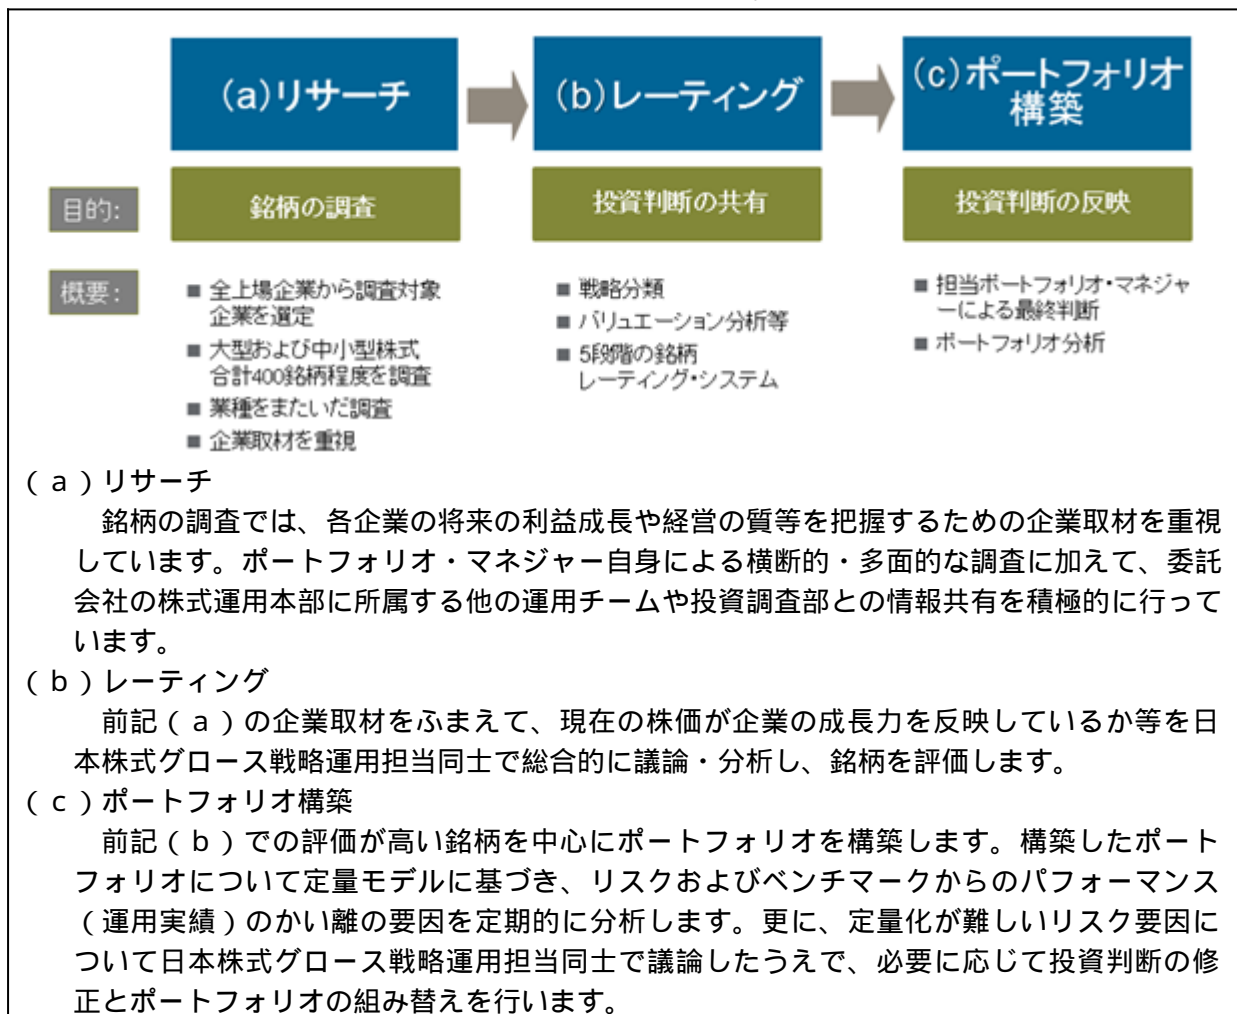 (a)リサーチ
(b)レーティング
(c)ポートフォリオ
構築
目的:
銘柄の調査
投資判断の共有
投資判断の反映
概要:
■ 全上場企業から調査対象
企業を選定
■ 大型および中小型株式
合計400銘柄程度を調査
■ 業種をまたいだ調査
■ 企業取材を重視
■ 戦略分類
■ バリュエーション分析等
■ 5段階の銘柄
レーティング・システム
■ 担当ポートフォリオ・マネジャ
ーによる最終判断
■ ポートフォリオ分析
(a)リサーチ
銘柄の調査では、各企業の将来の利益成長や経営の質等を把握するための企業取材を重視
しています。ポートフォリオ・マネジャー自身による横断的・多面的な調査に加えて、委託
会社の株式運用本部に所属する他の運用チームや投資調査部との情報共有を積極的に行って
います。
(b)レーティング
前記(a)の企業取材をふまえて、現在の株価が企業の成長力を反映しているか等を日
本株式グロース戦略運用担当同士で総合的に議論・分析し、銘柄を評価します。
(c)ポートフォリオ構築
前記(b)での評価が高い銘柄を中心にポートフォリオを構築します。構築したポート
フォリオについて定量モデルに基づき、リスクおよびベンチマークからのパフォーマンス
(運用実績)のかい離の要因を定期的に分析します。更に、定量化が難しいリスク要因に
ついて日本株式グロース戦略運用担当同士で議論したうえで、必要に応じて投資判断の修
正とポートフォリオの組み替えを行います。